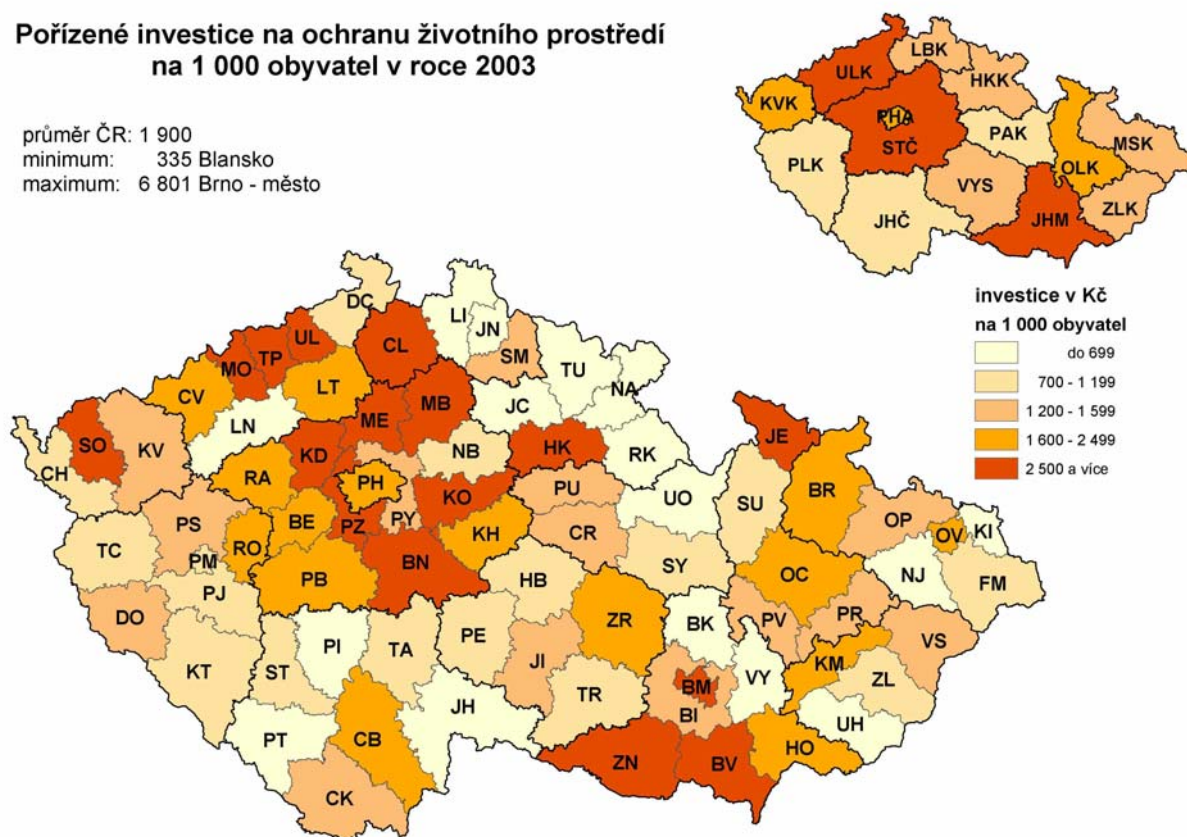 Pořízené investice na ochranu životního prostředí
na 1 000 obyvatel v roce 2003
průměr ČR: 1 900
minimum: 335 Blansko
maximum: 6 801 Brno - město
LBK
ULK
HKK
KVK
PHA
PAK
STČ
MSK
PLK
OLK
VYS
ZLK
JHČ
JHM
investice v Kč
na 1 000 obyvatel
do 699
700 - 1 199
1 200 - 1 599
1 600 - 2 499
2 500 a více
DC
LI
JN
UL
CL
TP
SM
MO
TU
LT
NA
CV
MB
JC
ME
LN
JE
SO
KV
NB
HK
KD
RK
CH
RA
PH
KO
PU
UO
SU
BR
PS
BE
PZ
PY
OP
RO
KH
CR
OV
KI
TC
PM
BN
SY
OC
NJ
PB
HB
FM
PJ
DO
ZR
BK
PV
PR
VS
PI
TA
PE
KT
ST
JI
KM
ZL
BM
VY
TR
JH
BI
UH
PT
CB
HO
ZN
BV
CK